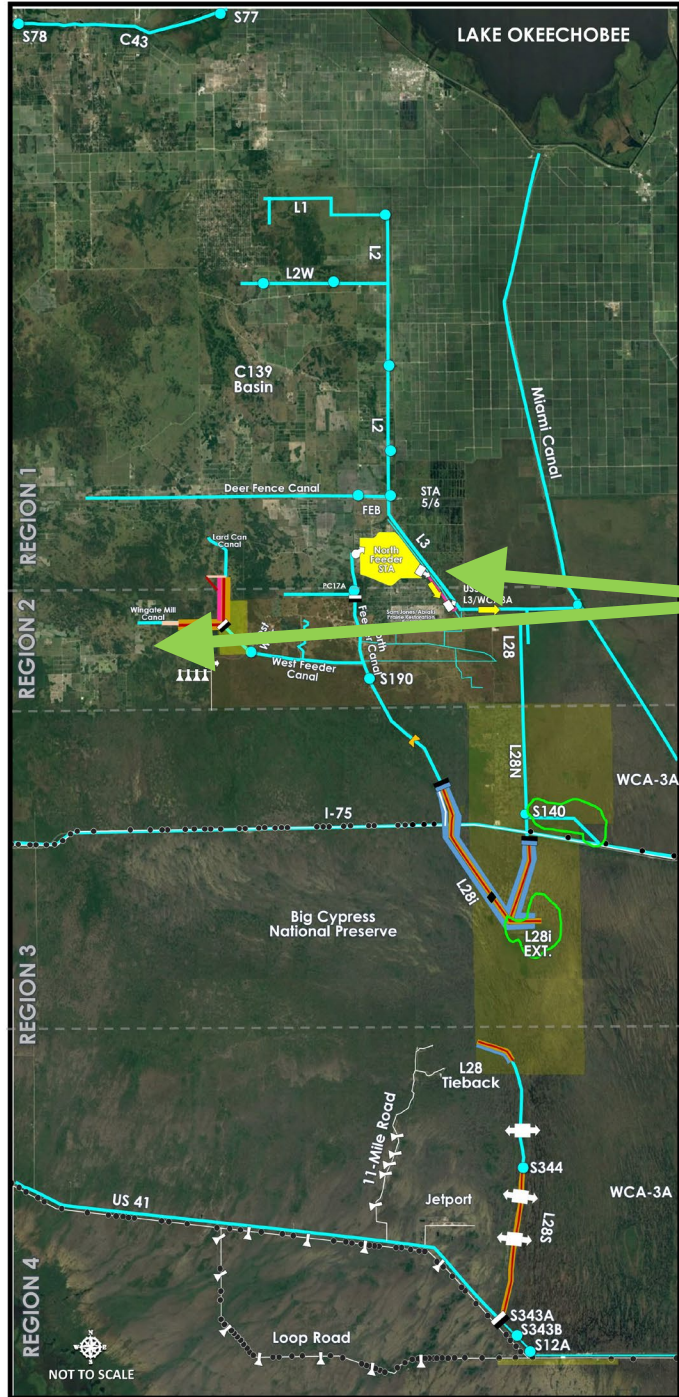 LAKE OKEECHOBEE
S77
S78
C43
L1
L2
L2W
C139
Basin
L2
Miami Canal
Deer Fence Canal
STA
5/6
FEB
REGION 1
Lard Can
Canal
North
Feeder
STA
L3
PC17A
L3/WCA-3A
Wingate Mill
Canal
REGION 2
West Feeder
Canal
S190
L28
L28N
WCA-3A
S140
I-75
L28i
Big Cypress
National Preserve
L28i
EXT.
REGION 3
L28
Tieback
11-Mile Road
S344
WCA-3A
US 41
Jetport
L28S
REGION 4
S343A
S343B
Loop Road
S12A
N
S
NOT TO SCALE